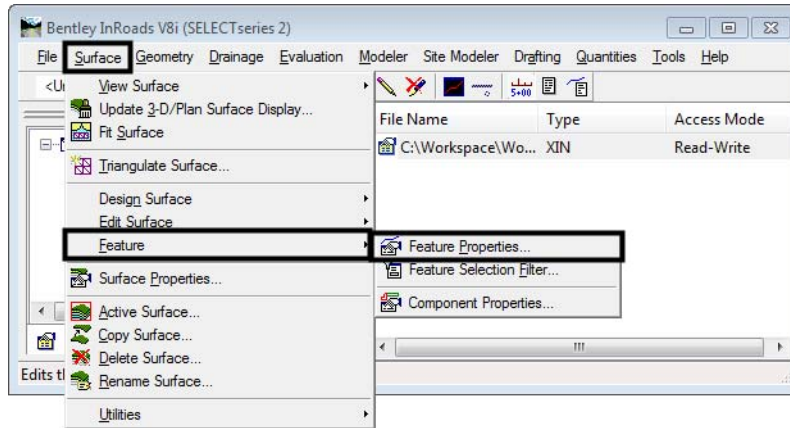 Bentley InRoads V8i (SELECTseries 2)
File Surface Geometry Drainage Evaluation Modeler Site Modeler Drafting Quantities Tools Help
View Surface
Update 3-D/Plan Surface Display...
Fit Surface
Triangulate Surface...
Design Surface
Edit Surface
Feature
Surface Properties...
Active Surface...
Copy Surface...
Delete Surface...
Rename Surface...
Utilities
5+00
File Name Type Access Mode
C:\Workspace\Wo... XIN Read-Write
Feature Properties...
Feature Selection Filter...
Component Properties...
Edits